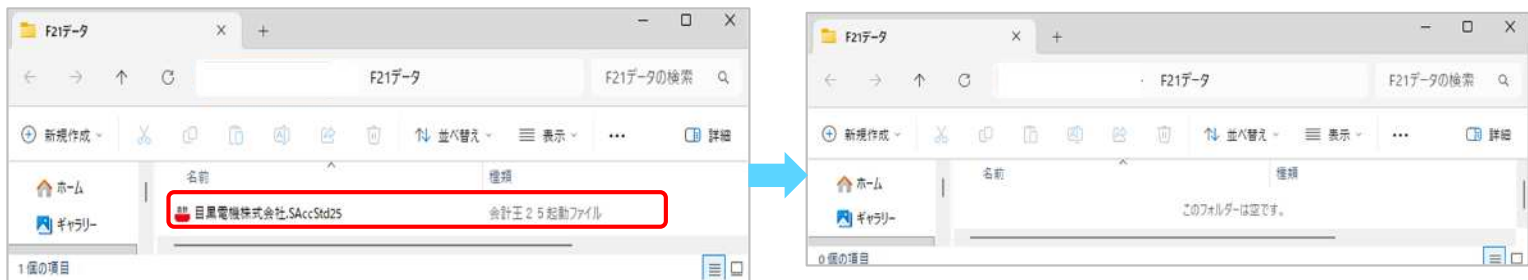 F21データ
F21データ
F21データの検索
新規作成
並べ替え
表示
詳細
ホーム
ギャラリー
名前
種類
目黒電機株式会社.SAccStd25
会計王25起動ファイル
1個の項目
F21データ
F21データ
F21データの検索
新規作成
並べ替え
表示
詳細
ホーム
ギャラリー
名前
種類
このフォルダーは空です。
0個の項目